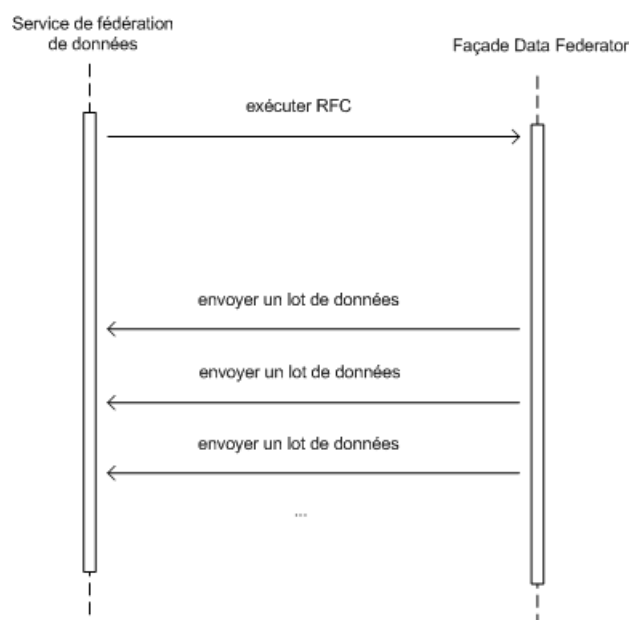 Service de fédération
de données
Façade Data Federator
exécuter RFC
envoyer un lot de données
envoyer un lot de données
envoyer un lot de données
...